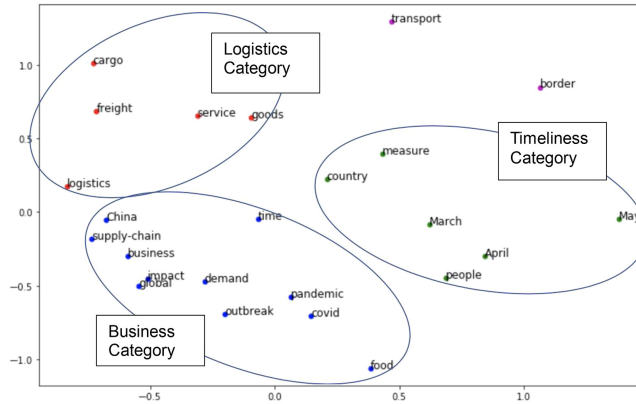 transport
Logistics
Category
cargo
1.0
border
freight
service
goods
Timeliness
Category
0.5
measure
country
logistics
0.0
China
time
March
May
supply-chain
business
April
impact
global
demand
people
−0.5
pandemic
outbreak
covid
Business
Category
food
−1.0
−0.5
0.0
0.5
1.0